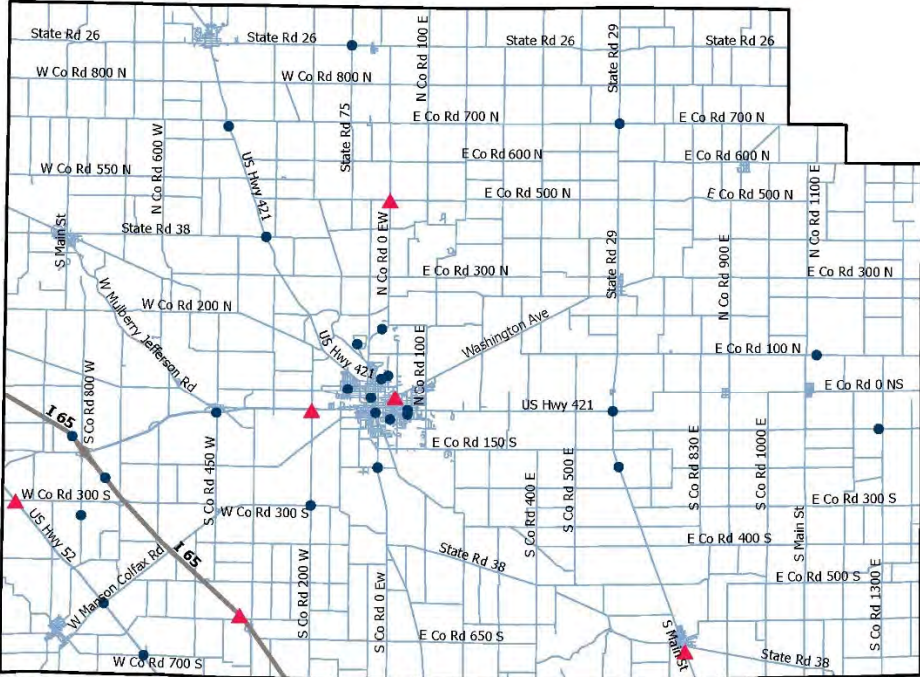 State Rd 26
State Rd 26
State Rd 26
State Rd 26
W Co Rd 800 N
W Co Rd 800 N
N Co Rd 100 E
State Rd 29
E Co Rd 700 N
E Co Rd 700 N
State Rd 75
US Hwy 421
N Co Rd 600 W
W Co Rd 550 N
E Co Rd 600 N
E Co Rd 600 N
E Co Rd 500 N
E Co Rd 500 N
N Co Rd 1100 E
S Main St
State Rd 38
N Co Rd 0 EW
State Rd 29
N Co Rd 900 E
E Co Rd 300 N
E Co Rd 300 N
W Mulberry Jefferson Rd
W Co Rd 200 N
US Hwy 421
N Co Rd 100 E
Washington Ave
E Co Rd 100 N
E Co Rd 0 NS
S Co Rd 800 W
I 65
US Hwy 421
E Co Rd 150 S
S Co Rd 450 W
S Co Rd 400 E
S Co Rd 500 E
S Co Rd 830 E
S Co Rd 1000 E
W Co Rd 300 S
W Co Rd 300 S
E Co Rd 300 S
US Hwy 52
I 65
W Manson Colfax Rd
State Rd 38
E Co Rd 400 S
S Main St
E Co Rd 500 S
S Co Rd 200 W
S Co Rd 0 Ew
S Co Rd 1300 E
E Co Rd 650 S
S Main St
State Rd 38
W Co Rd 700 S